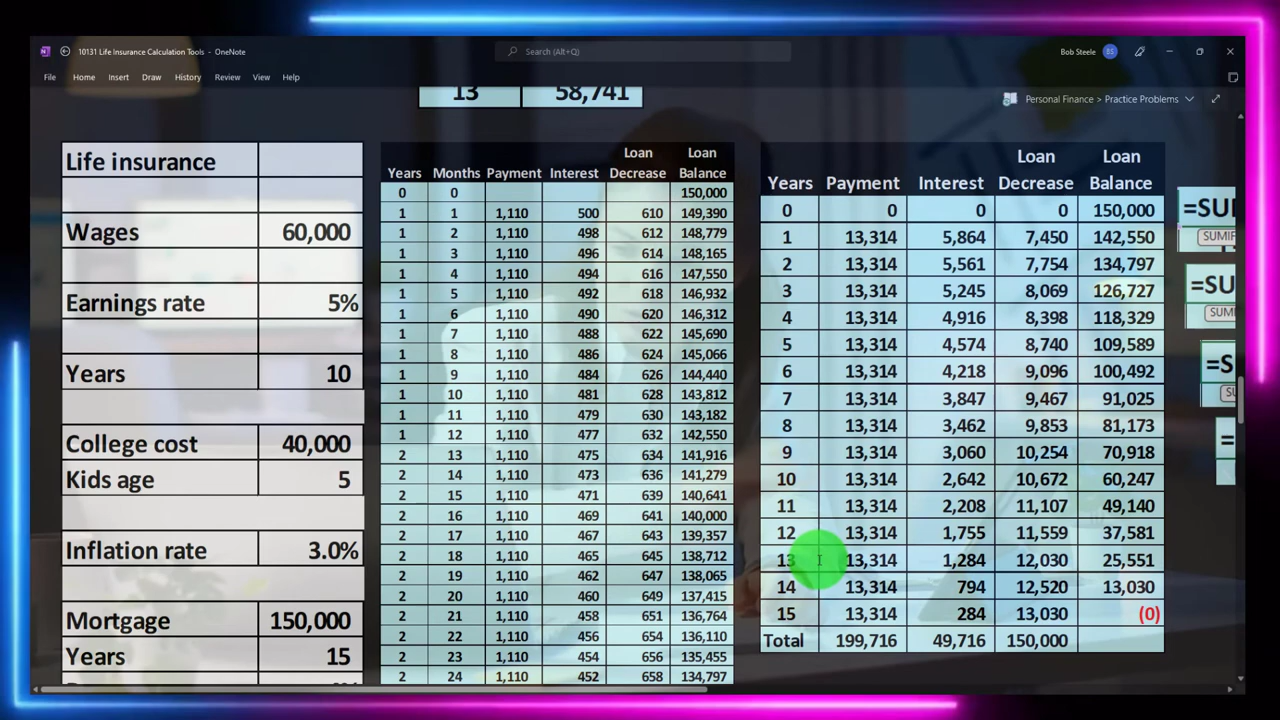 10131 Life Insurance Calculation Tools - OneNote
Search (Alt+Q)
Bob Steele BS
File Home Insert Draw History Review View Help
Personal Finance > Practice Problems
13 58,741
Life insurance
Wages 60,000
Earnings rate 5%
Years 10
College cost 40,000
Kids age 5
Inflation rate 3.0%
Mortgage 150,000
Years 15
Years Months Payment Interest Loan Decrease Loan Balance
0 0 150,000
1 1 1,110 500 610 149,390
1 2 1,110 498 612 148,779
1 3 1,110 496 614 148,165
1 4 1,110 494 616 147,550
1 5 1,110 492 618 146,932
1 6 1,110 490 620 146,312
1 7 1,110 488 622 145,690
1 8 1,110 486 624 145,066
1 9 1,110 484 626 144,440
1 10 1,110 481 628 143,812
1 11 1,110 479 630 143,182
1 12 1,110 477 632 142,550
2 13 1,110 475 634 141,916
2 14 1,110 473 636 141,279
2 15 1,110 471 639 140,641
2 16 1,110 469 641 140,000
2 17 1,110 467 643 139,357
2 18 1,110 465 645 138,712
2 19 1,110 462 647 138,065
2 20 1,110 460 649 137,415
2 21 1,110 458 651 136,764
2 22 1,110 456 654 136,110
2 23 1,110 454 656 135,455
2 24 1,110 452 658 134,797
Years Payment Interest Loan Decrease Loan Balance
0 0 0 0 150,000
1 13,314 5,864 7,450 142,550
2 13,314 5,561 7,754 134,797
3 13,314 5,245 8,069 126,727
4 13,314 4,916 8,398 118,329
5 13,314 4,574 8,740 109,589
6 13,314 4,218 9,096 100,492
7 13,314 3,847 9,467 91,025
8 13,314 3,462 9,853 81,173
9 13,314 3,060 10,254 70,918
10 13,314 2,642 10,672 60,247
11 13,314 2,208 11,107 49,140
12 13,314 1,755 11,559 37,581
13 13,314 1,284 12,030 25,551
14 13,314 794 12,520 13,030
15 13,314 284 13,030 (0)
Total 199,716 49,716 150,000
=SU
SUMIF
=SU
SU
=S
=